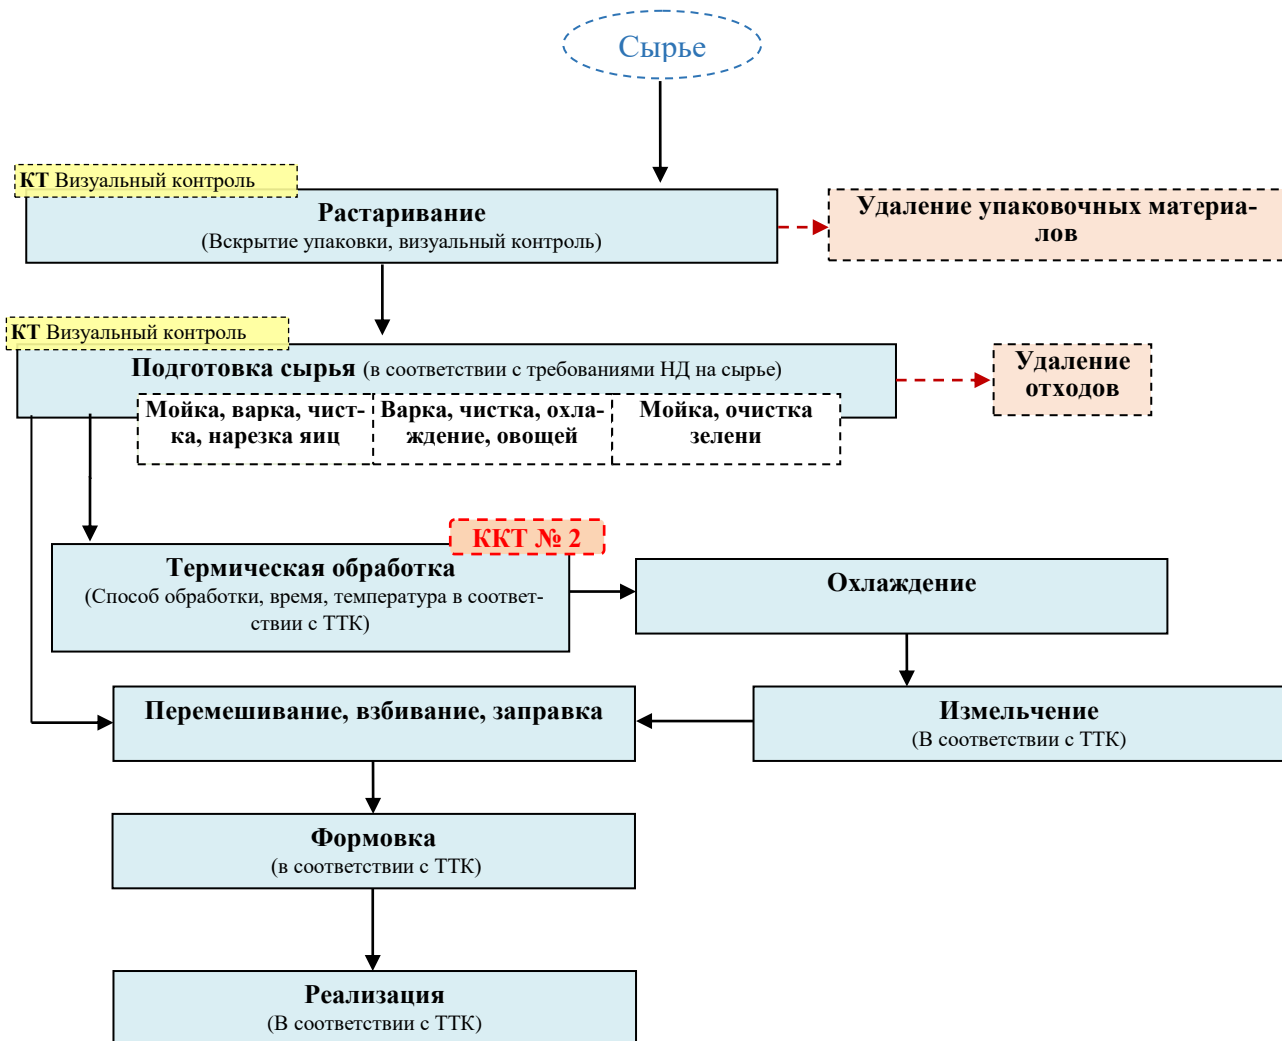 Сырье
КТ Визуальный контроль
Растаривание
(Вскрытие упаковки, визуальный контроль)
Удаление упаковочных материа-
лов
КТ Визуальный контроль
Подготовка сырья (в соответствии с требованиями НД на сырье)
Удаление
отходов
Мойка, варка, чист-
ка, нарезка яиц
Варка, чистка, охла-
ждение, овощей
Мойка, очистка
зелени
ККТ № 2
Термическая обработка
(Способ обработки, время, температура в соответ-
ствии с ТТК)
Охлаждение
Перемешивание, взбивание, заправка
Измельчение
(В соответствии с ТТК)
Формовка
(в соответствии с ТТК)
Реализация
(В соответствии с ТТК)